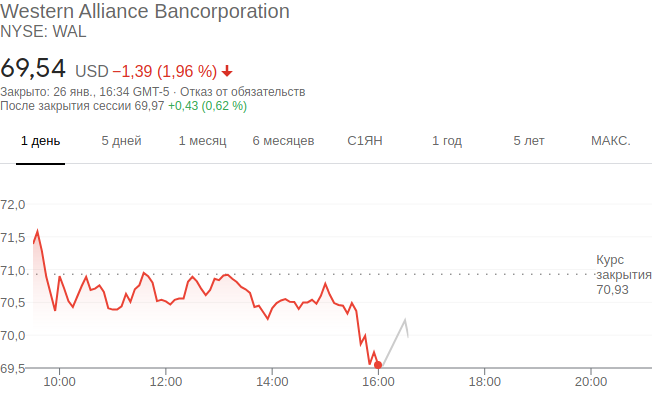 Western Alliance Bancorporation
NYSE: WAL
69,54 USD −1,39 (1,96 %)
Закрыто: 26 янв., 16:34 GMT-5 · Отказ от обязательств
После закрытия сессии 69,97 +0,43 (0,62 %)
1 день 5 дней 1 месяц 6 месяцев С1ЯН 1 год 5 лет МАКС.
72,0
71,5
71,0
70,5
70,0
69,5
Курс
закрытия
70,93
10:00 12:00 14:00 16:00 18:00 20:00